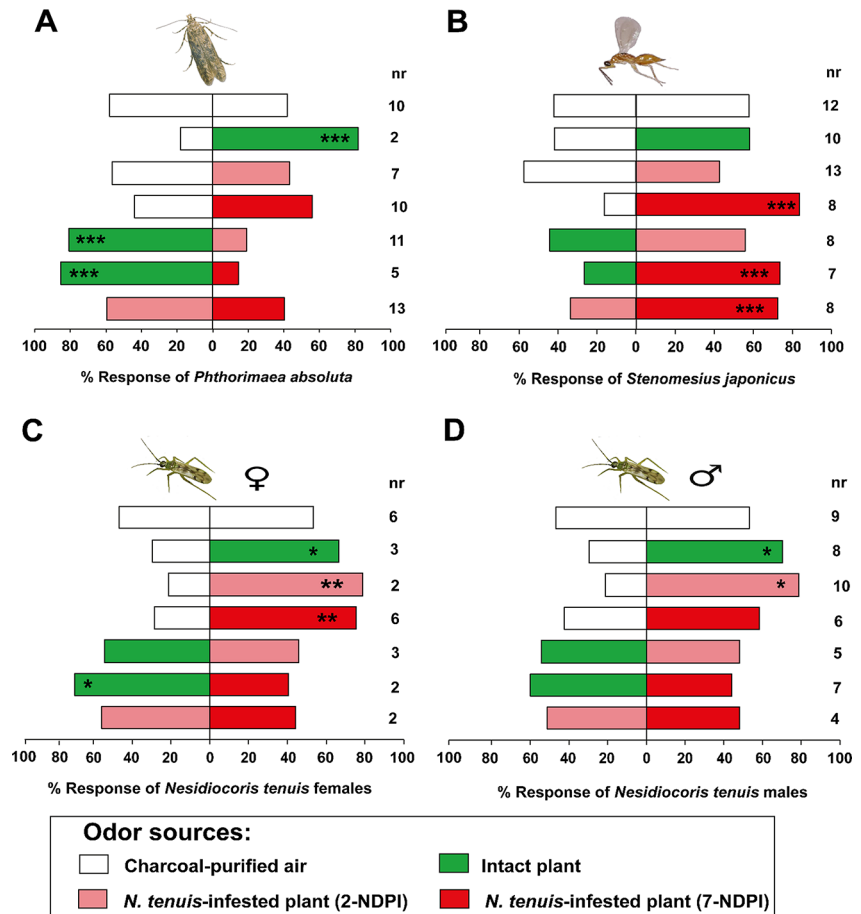 A
B
nr
nr
10
12
***
2
10
7
13
10
***
8
***
11
8
***
5
***
7
13
***
8
100 80 60 40 20 0 20 40 60 80 100
100 80 60 40 20 0 20 40 60 80 100
% Response of Phthorimaea absoluta
% Response of Stenomesius japonicus
C
D
♀
♂
nr
nr
6
9
*
3
*
8
**
2
*
10
**
6
6
3
5
*
2
7
2
4
100 80 60 40 20 0 20 40 60 80 100
100 80 60 40 20 0 20 40 60 80 100
% Response of Nesidiocoris tenuis females
% Response of Nesidiocoris tenuis males
Odor sources:
Charcoal-purified air
Intact plant
N. tenuis-infested plant (2-NDPI)
N. tenuis-infested plant (7-NDPI)